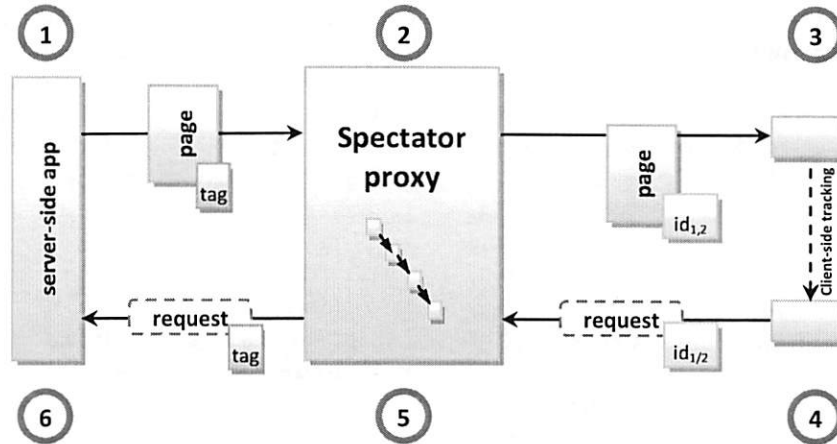 1
2
3
server-side app
page
tag
Spectator
proxy
page
id1,2
Client-side tracking
request
tag
request
id1/2
6
5
4